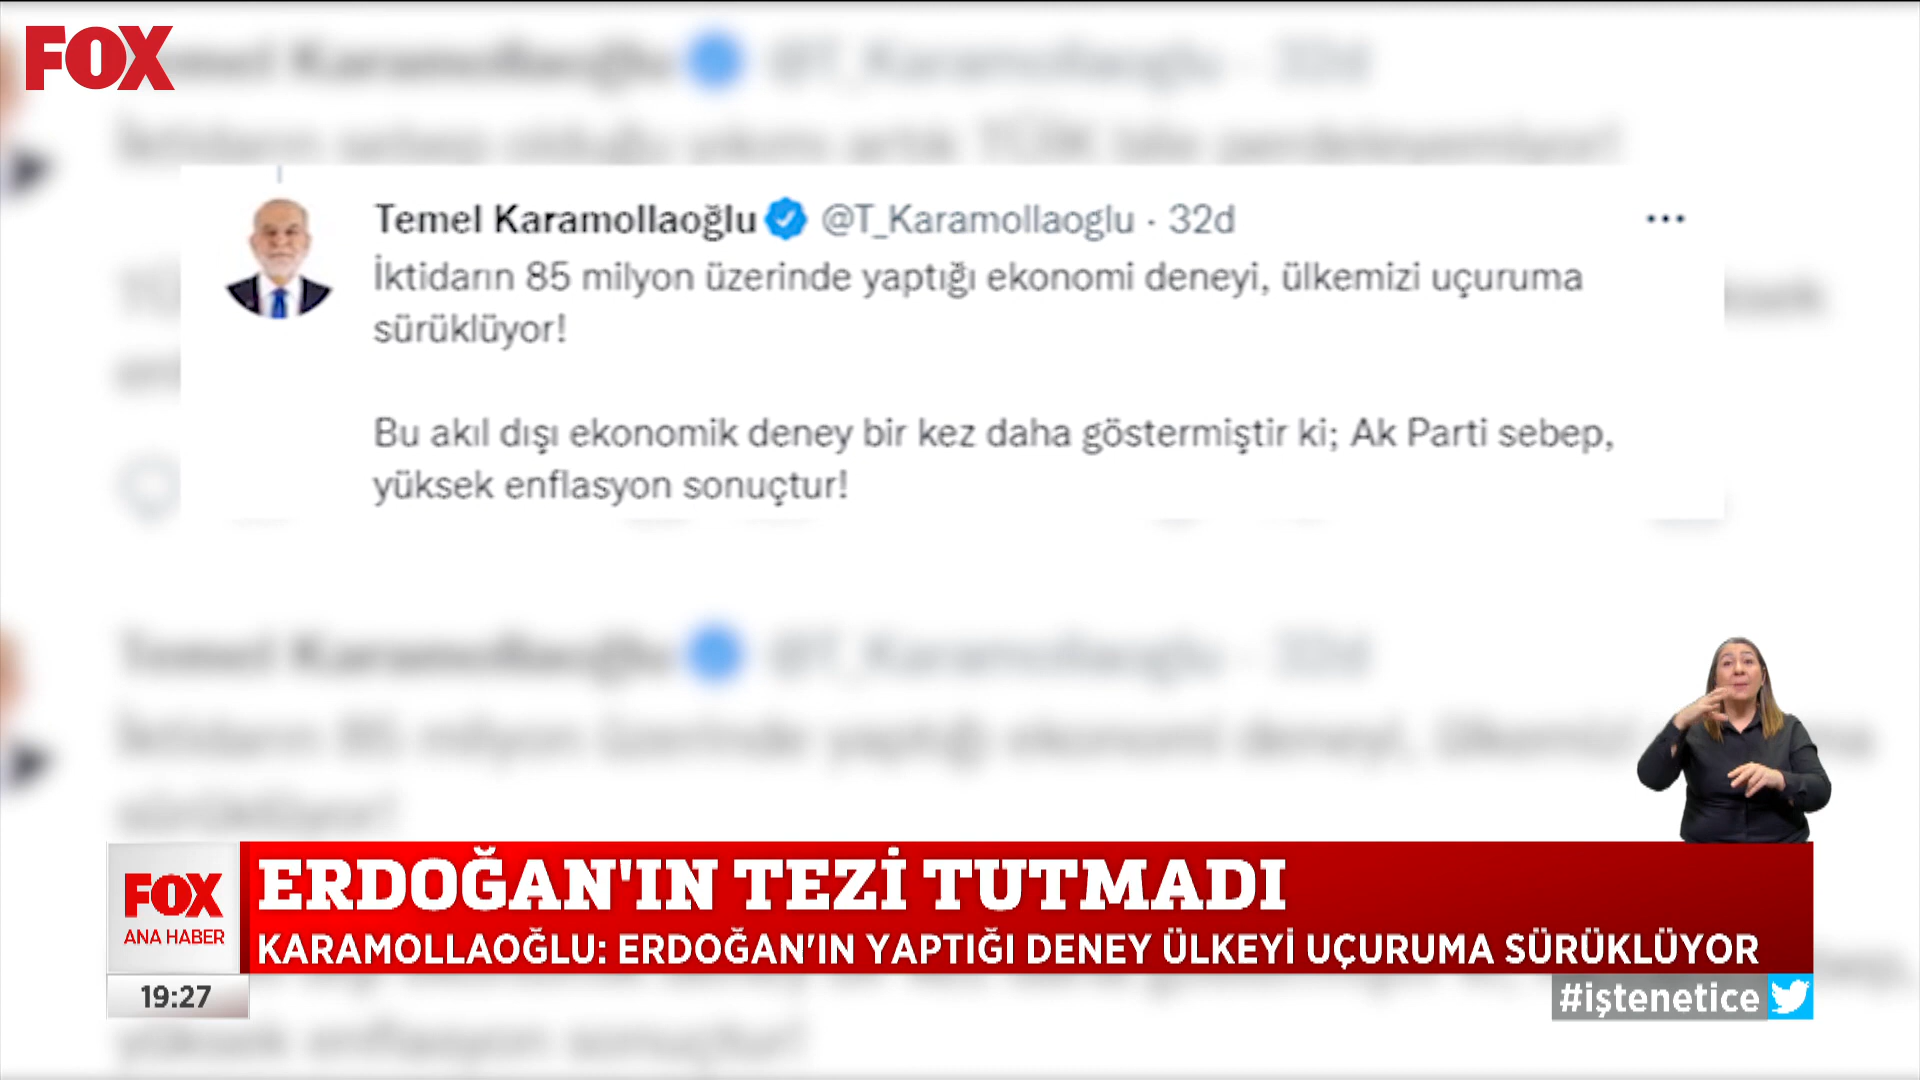 FOX
Temel Karamollaoğlu @T_Karamollaoglu · 32d
İktidarın 85 milyon üzerinde yaptığı ekonomi deneyi, ülkemizi uçuruma
sürüklüyor!
Bu akıl dışı ekonomik deney bir kez daha göstermiştir ki; Ak Parti sebep,
yüksek enflasyon sonuçtur!
FOX
ANA HABER
ERDOĞAN'IN TEZİ TUTMADI
KARAMOLLAOĞLU: ERDOĞAN'IN YAPTIĞI DENEY ÜLKEYİ UÇURUMA SÜRÜKLÜYOR
19:27
#iştenetice